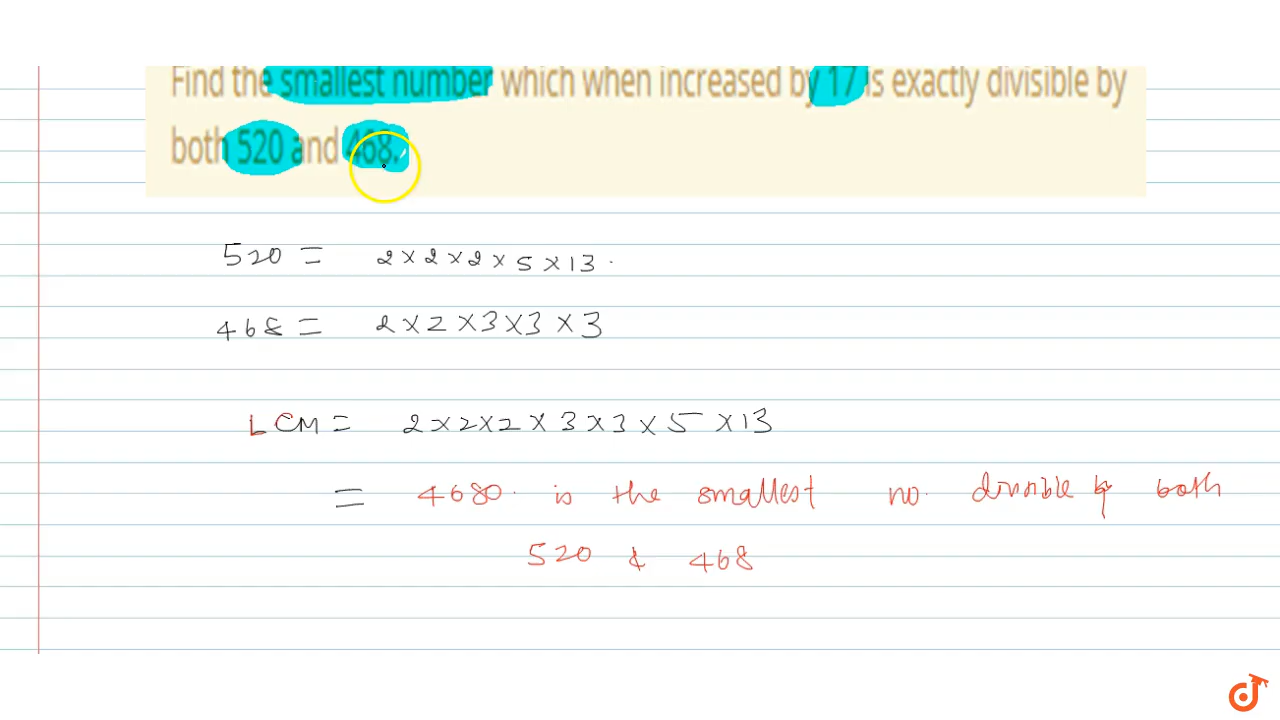 Find the smallest number which when increased by 17 is exactly divisible by
both 520 and 468.
520 = 2 × 2 × 2 × 5 × 13.
468 = 2 × 2 × 3 × 3 × 3
LCM = 2 × 2 × 2 × 3 × 3 × 5 × 13
= 4680. is the smallest no. divisible by both
520 & 468